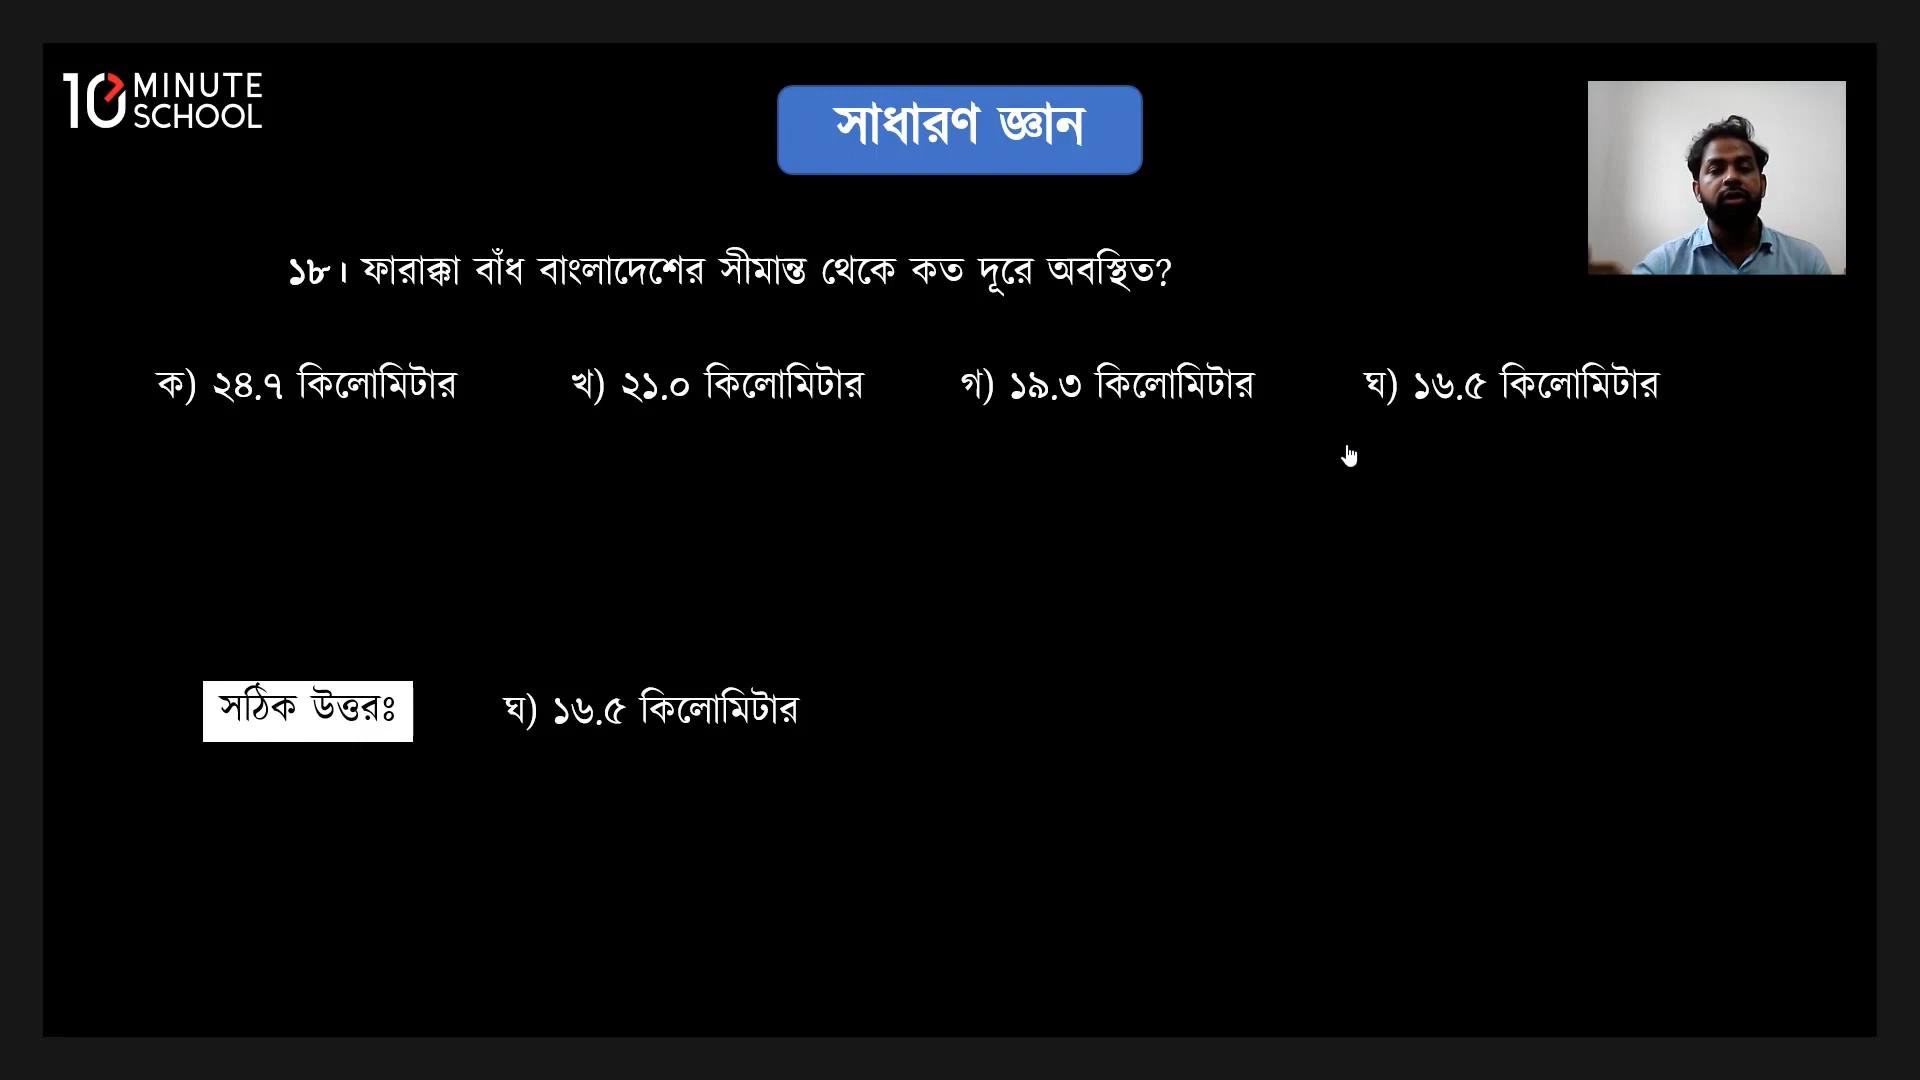 10 MINUTE SCHOOL
সাধারণ জ্ঞান
১৮। ফারাক্কা বাঁধ বাংলাদেশের সীমান্ত থেকে কত দূরে অবস্থিত?
ক) ২৪.৭ কিলোমিটার খ) ২১.০ কিলোমিটার গ) ১৯.৩ কিলোমিটার ঘ) ১৬.৫ কিলোমিটার
সঠিক উত্তরঃ ঘ) ১৬.৫ কিলোমিটার